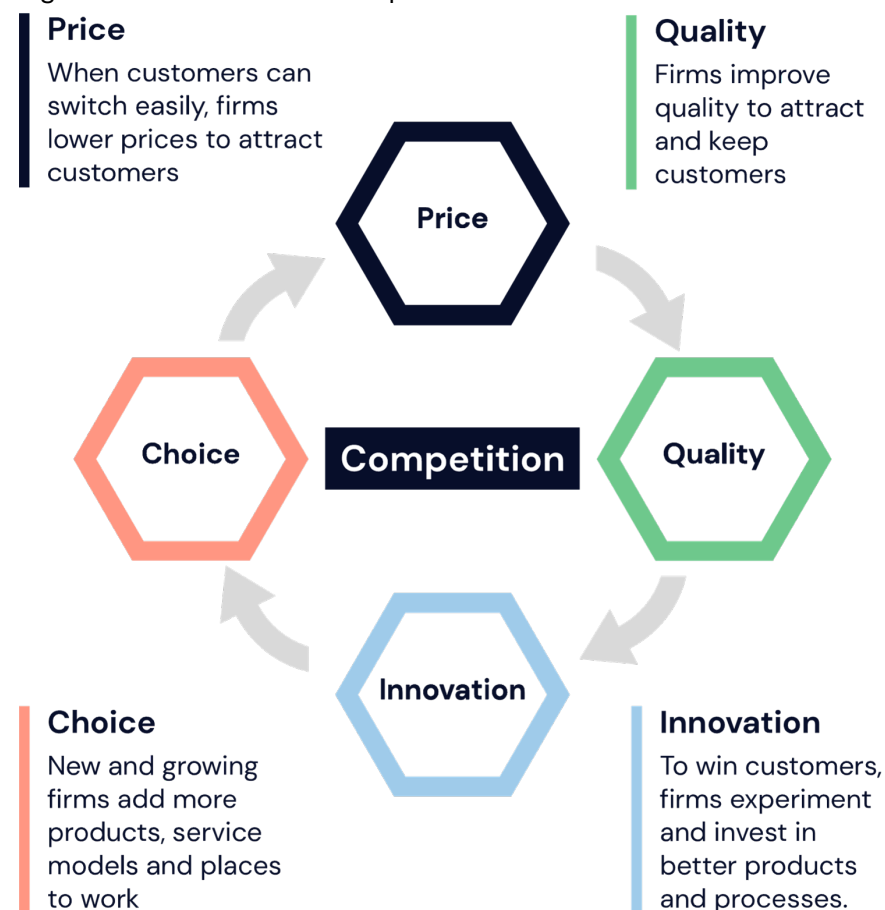 Price
When customers can
switch easily, firms
lower prices to attract
customers
Quality
Firms improve
quality to attract
and keep
customers
Price
Choice
Competition
Quality
Innovation
Choice
New and growing
firms add more
products, service
models and places
to work
Innovation
To win customers,
firms experiment
and invest in
better products
and processes.